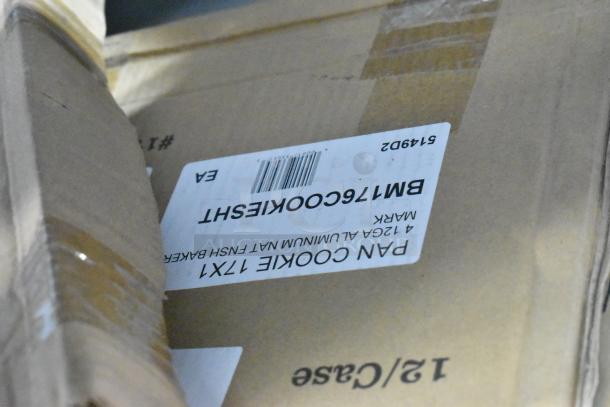 PAN COOKIE 17X1
4 12GA ALUMINUM NAT FNSH BAKER
MARK
BM176COOKIESHT
EA
5149D2
12/Case